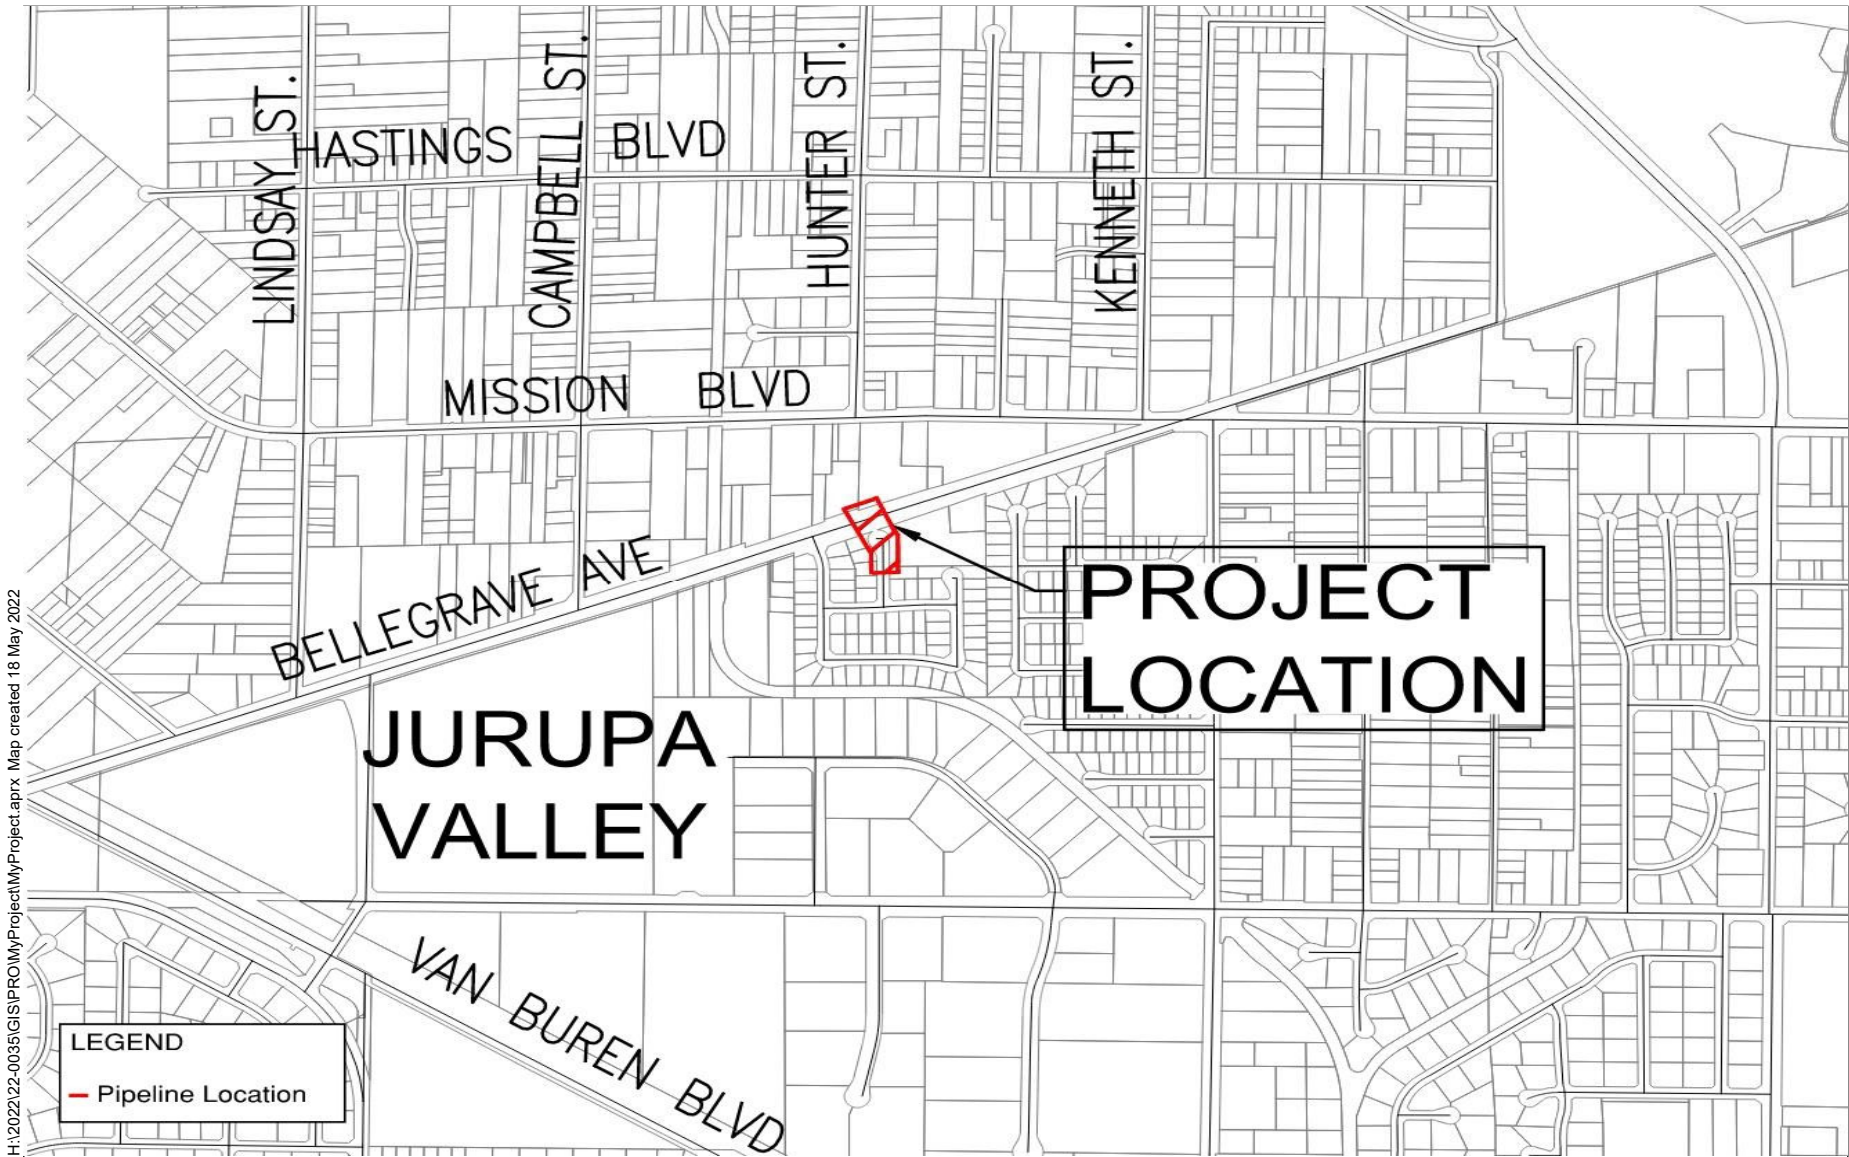 LINDSAY ST.
CAMPBELL ST.
HUNTER ST.
KENNETH ST.
HASTINGS BLVD
MISSION BLVD
BELLEGRAVE AVE
PROJECT
LOCATION
JURUPA
VALLEY
VAN BUREN BLVD
LEGEND
Pipeline Location
H:\2022\22-0035\GIS\PRO\MyProject\MyProject.aprx Map created 18 May 2022